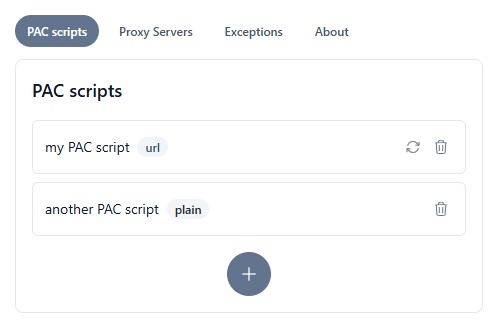 PAC scripts Proxy Servers Exceptions About
PAC scripts
my PAC script url
another PAC script plain